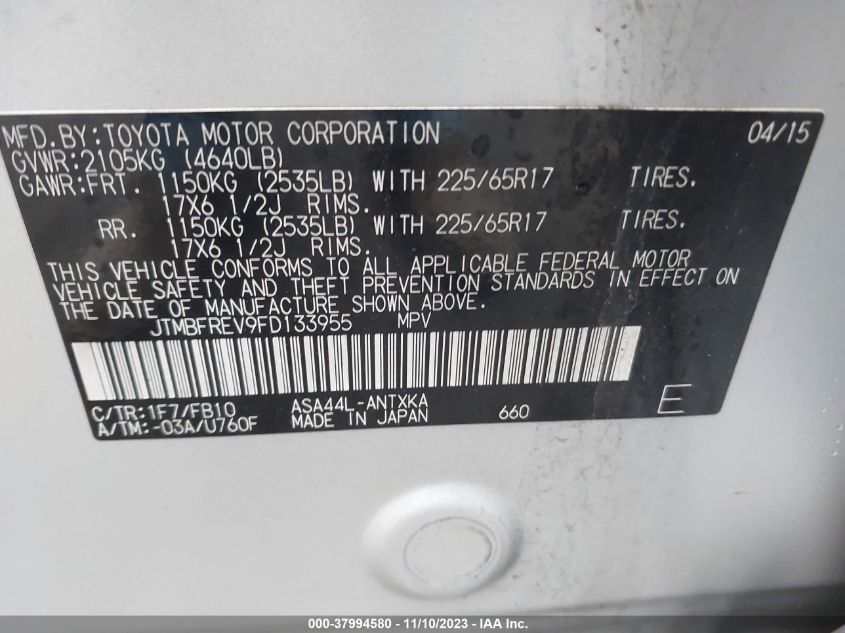 MFD.BY:TOYOTA MOTOR CORPORATION 04/15
GVWR:2105KG (4640LB)
GAWR:FRT. 1150KG (2535LB) WITH 225/65R17 TIRES.
17X6 1/2J RIMS.
RR. 1150KG (2535LB) WITH 225/65R17 TIRES.
17X6 1/2J RIMS.
THIS VEHICLE CONFORMS TO ALL APPLICABLE FEDERAL MOTOR
VEHICLE SAFETY AND THEFT PREVENTION STANDARDS IN EFFECT ON
THE DATE OF MANUFACTURE SHOWN ABOVE.
JTMBFREV9FD133955 MPV
C/TR:1F7/FB10 ASA44L-ANTXKA
A/TM:-03A/U760F MADE IN JAPAN 660 E
000-37994580 - 11/10/2023 - IAA Inc.